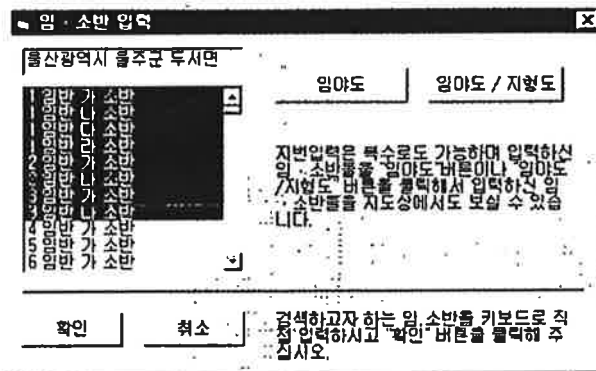 임 · 소반 입력
울산광역시 울주군 두서면
1 임반 가 소반
1 임반 나 소반
1 임반 다 소반
1 임반 라 소반
2 임반 가 소반
2 임반 나 소반
3 임반 가 소반
3 임반 나 소반
4 임반 가 소반
5 임반 가 소반
6 임반 가 소반
임야도
임야도 / 지형도
지번입력은 복수로도 가능하며 입력하신
임 · 소반들을 "임야도"버튼이나 "임야도
/지형도" 버튼을 클릭해서 입력하신 임
· 소반들을 지도상에서도 보실 수 있습
니다.
확인
취소
검색하고자 하는 임.소반을 키보드로 직
접 입력하시고 "확인" 버튼을 클릭해 주
십시오.